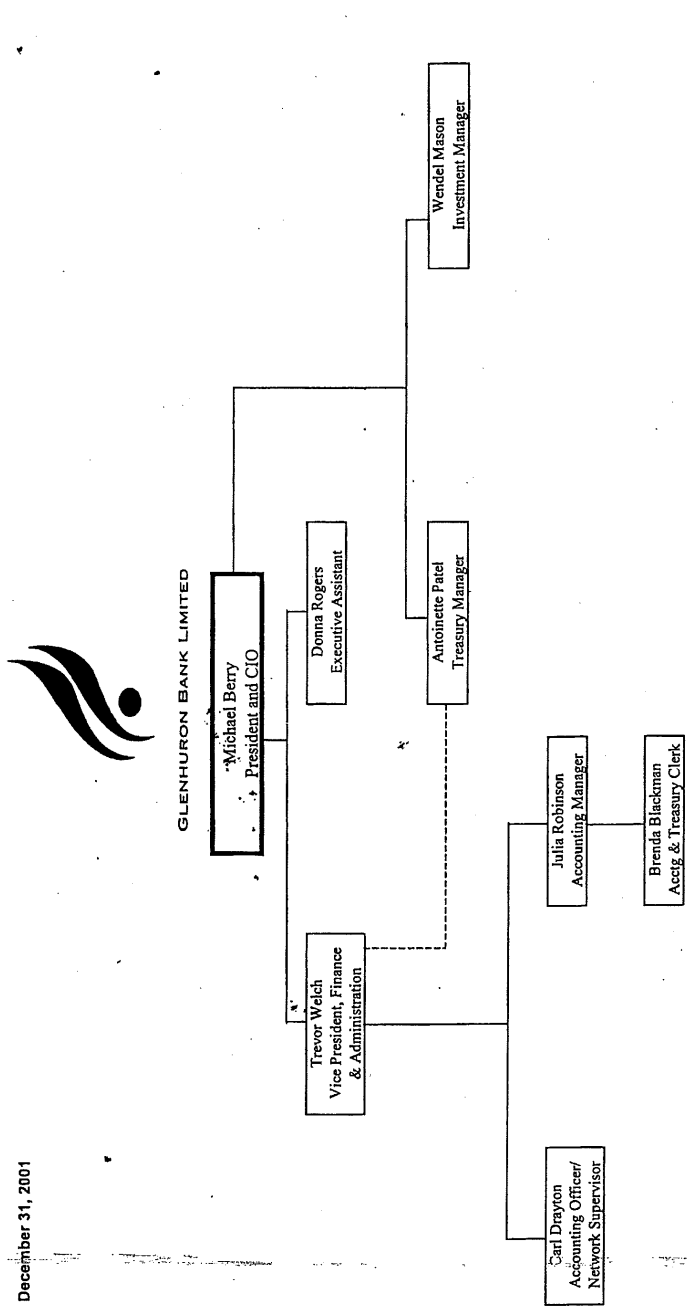 December 31, 2001
GLENHURON BANK LIMITED
Michael Berry
President and CIO
Trevor Welch
Vice President, Finance
& Administration
Donna Rogers
Executive Assistant
Antoinette Patel
Treasury Manager
Wendel Mason
Investment Manager
Carl Drayton
Accounting Officer/
Network Supervisor
Julia Robinson
Accounting Manager
Brenda Blackman
Acctg & Treasury Clerk